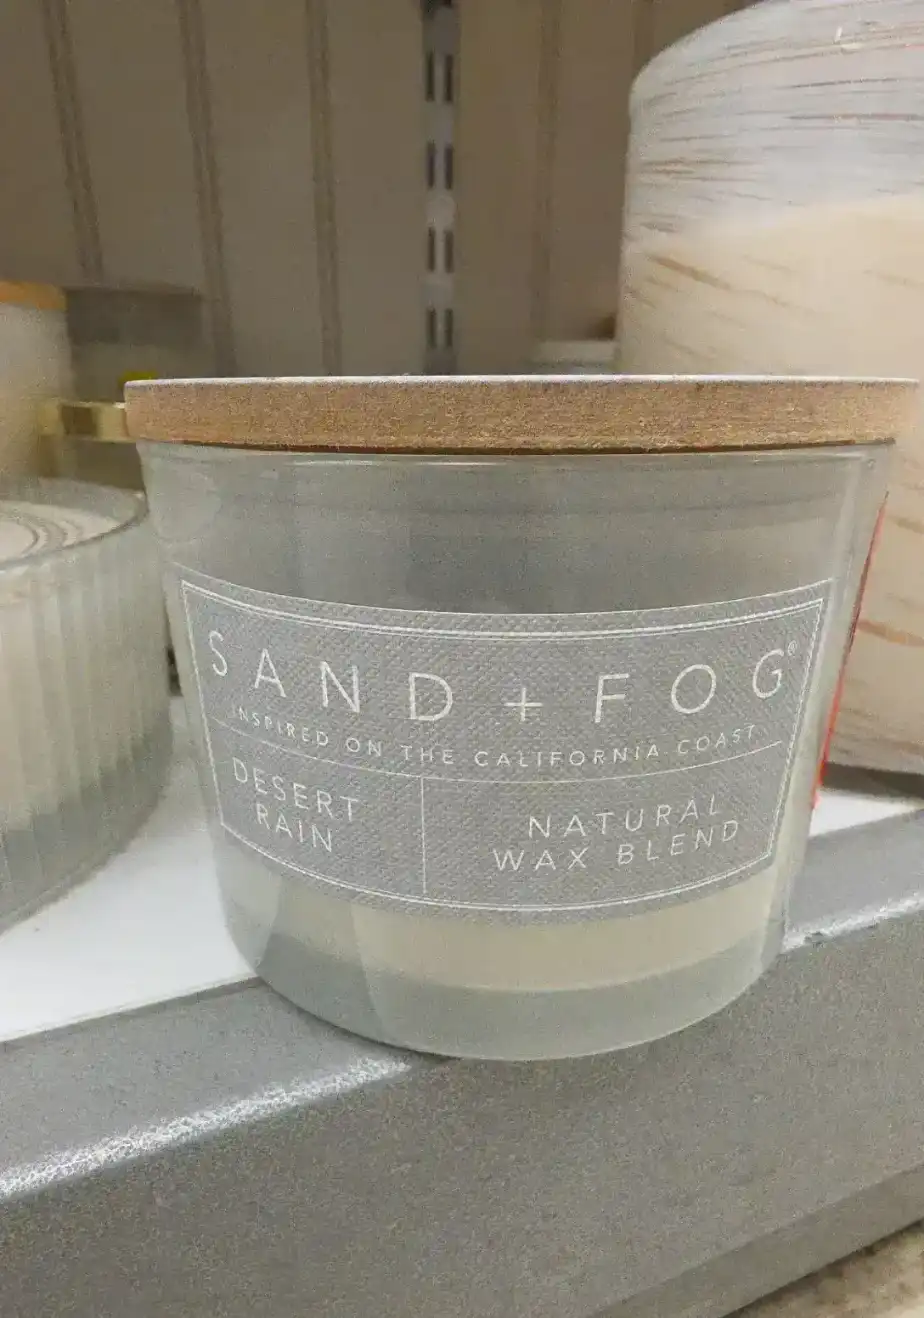 SAND + FOG®
INSPIRED ON THE CALIFORNIA COAST
DESERT
RAIN
NATURAL
WAX BLEND